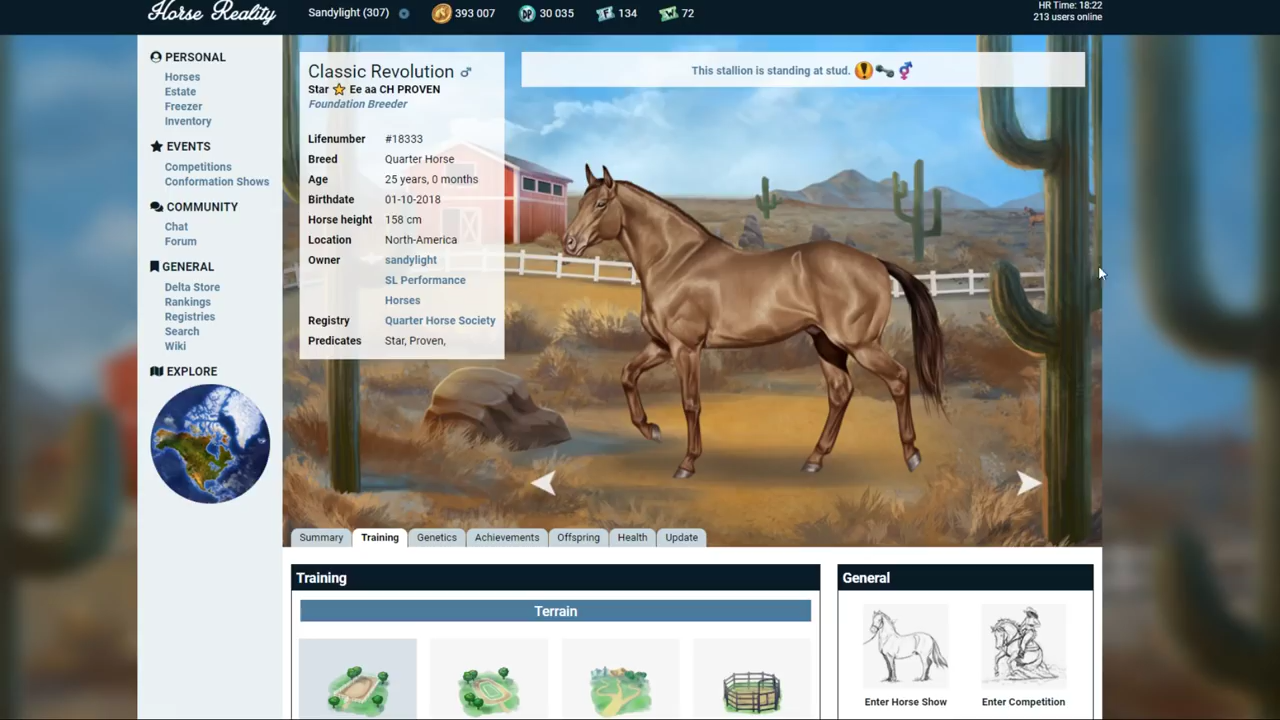 Horse Reality
Sandylight (307)
393 007
30 035
134
72
HR Time: 18:22
213 users online
PERSONAL
Horses
Estate
Freezer
Inventory
EVENTS
Competitions
Conformation Shows
COMMUNITY
Chat
Forum
GENERAL
Delta Store
Rankings
Registries
Search
Wiki
EXPLORE
Classic Revolution ♂
Star ⭐ Ee aa CH PROVEN
Foundation Breeder
Lifenumber #18333
Breed Quarter Horse
Age 25 years, 0 months
Birthdate 01-10-2018
Horse height 158 cm
Location North-America
Owner sandylight
SL Performance
Horses
Registry Quarter Horse Society
Predicates Star, Proven,
This stallion is standing at stud.
Summary Training Genetics Achievements Offspring Health Update
Training
Terrain
General
Enter Horse Show
Enter Competition